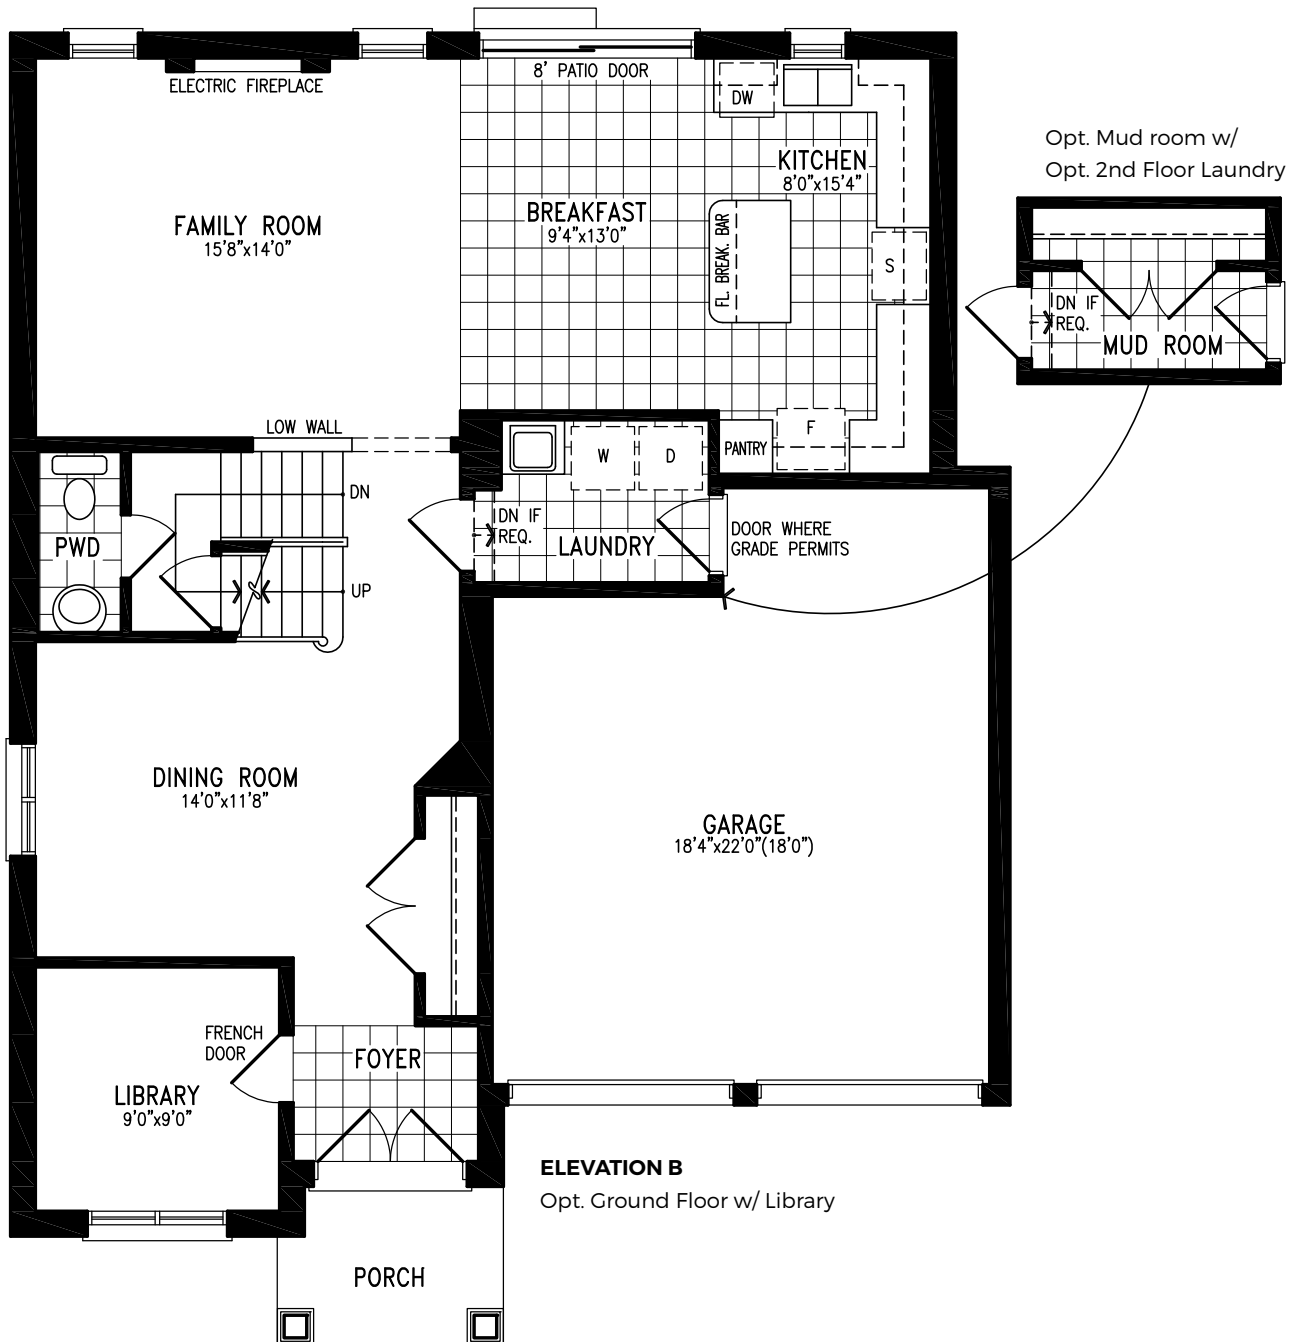 ELECTRIC FIREPLACE
8' PATIO DOOR
DW
KITCHEN
8'0"x15'4"
FAMILY ROOM
15'8"x14'0"
BREAKFAST
9'4"x13'0"
FL. BREAK. BAR
S
Opt. Mud room w/
Opt. 2nd Floor Laundry
DN IF
REQ.
MUD ROOM
LOW WALL
F
PANTRY
W
D
DN
PWD
DN IF
REQ.
LAUNDRY
DOOR WHERE
GRADE PERMITS
UP
DINING ROOM
14'0"x11'8"
GARAGE
18'4"x22'0"(18'0")
FRENCH
DOOR
FOYER
LIBRARY
9'0"x9'0"
ELEVATION B
Opt. Ground Floor w/ Library
PORCH